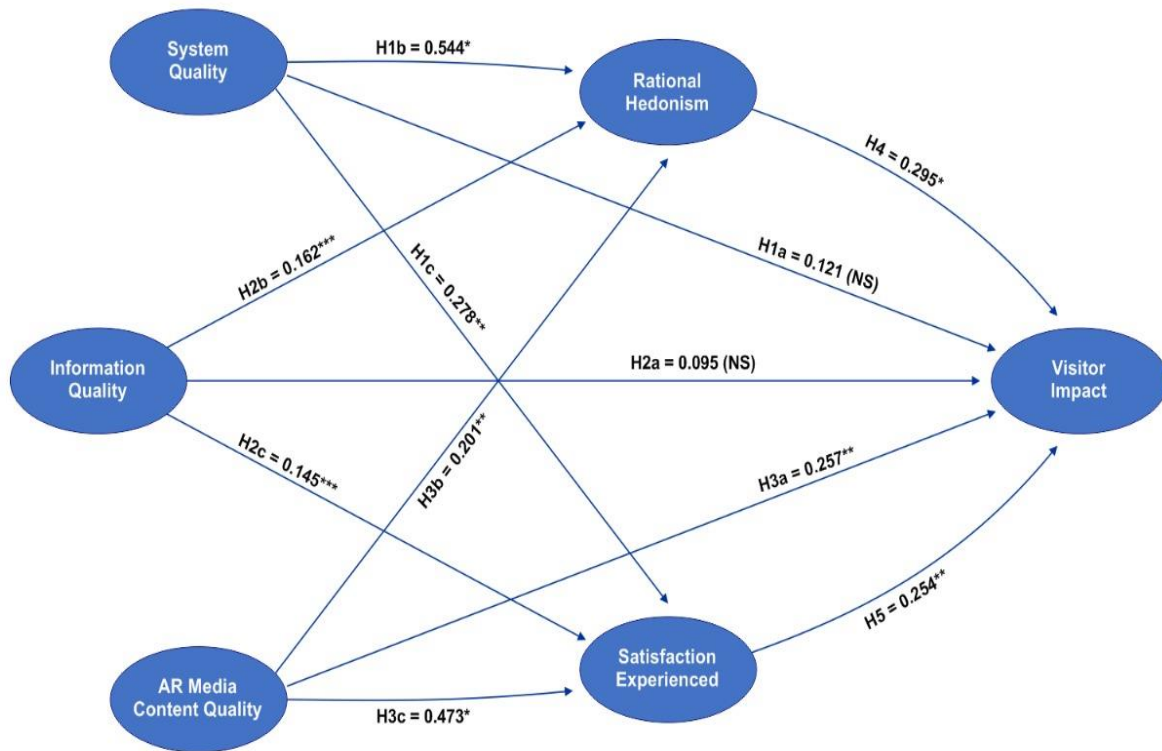 System
Quality
H1b = 0.544*
Rational
Hedonism
H4 = 0.295*
H2b = 0.162***
H1c = 0.278**
H1a = 0.121 (NS)
Information
Quality
H2a = 0.095 (NS)
Visitor
Impact
H2c = 0.145***
H3b = 0.201**
H3a = 0.257**
H5 = 0.254**
AR Media
Content Quality
H3c = 0.473*
Satisfaction
Experienced